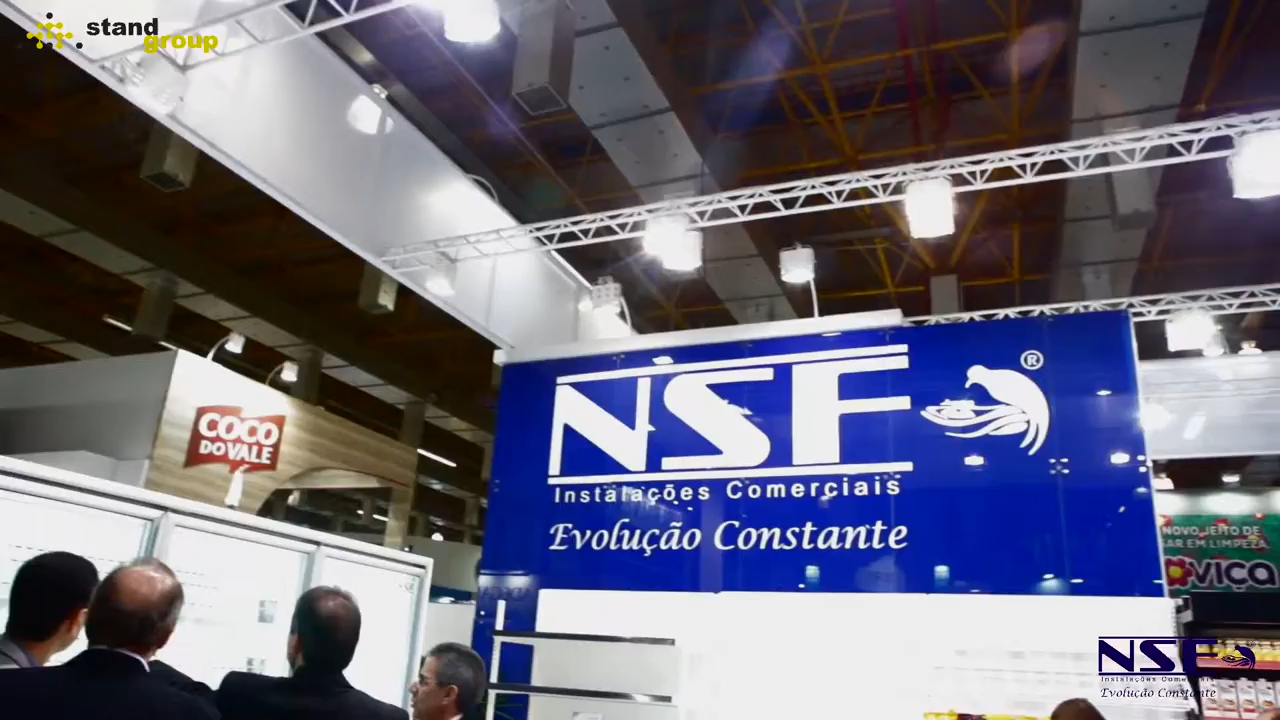 stand
group
NSF
®
Instalações Comerciais
Evolução Constante
COCO
DO VALE
NOVO JEITO DE
EM LIMPEZA
viça
NSF
Instalações Comerciais
Evolução Constante